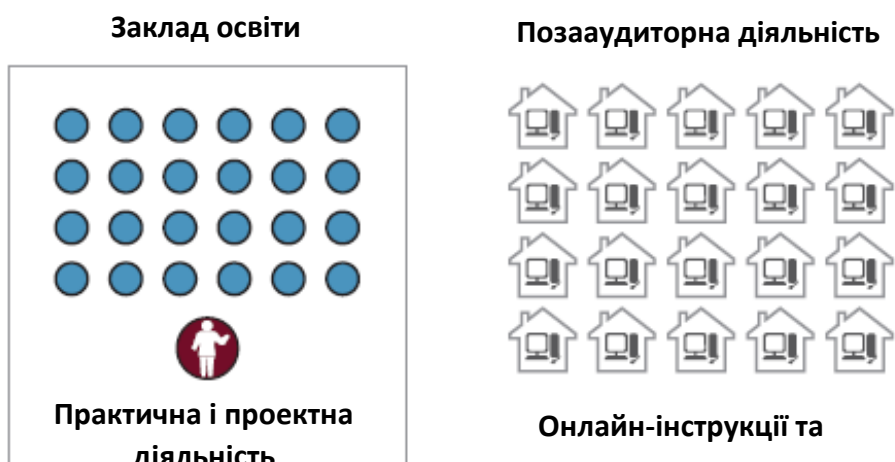 Заклад освіти
Позааудиторна діяльність
Практична і проектна
діяльність
Онлайн-інструкції та